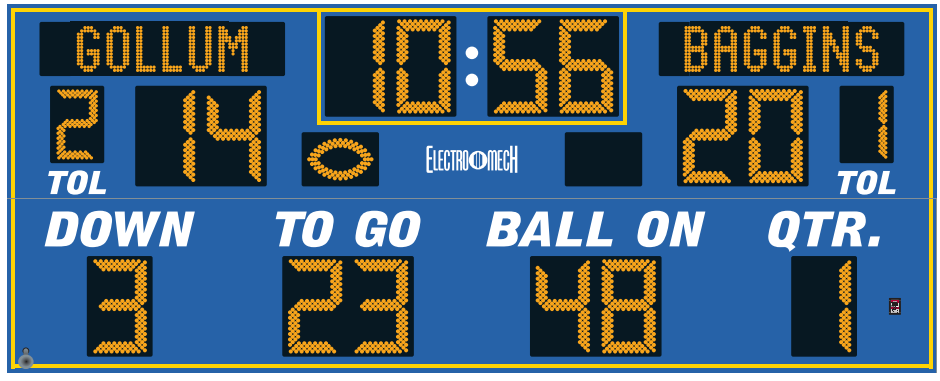 GOLLUM 10:56 BAGGINS
2 14 20 1
ELECTRO MECH
TOL TOL
DOWN TO GO BALL ON QTR.
3 23 48 1